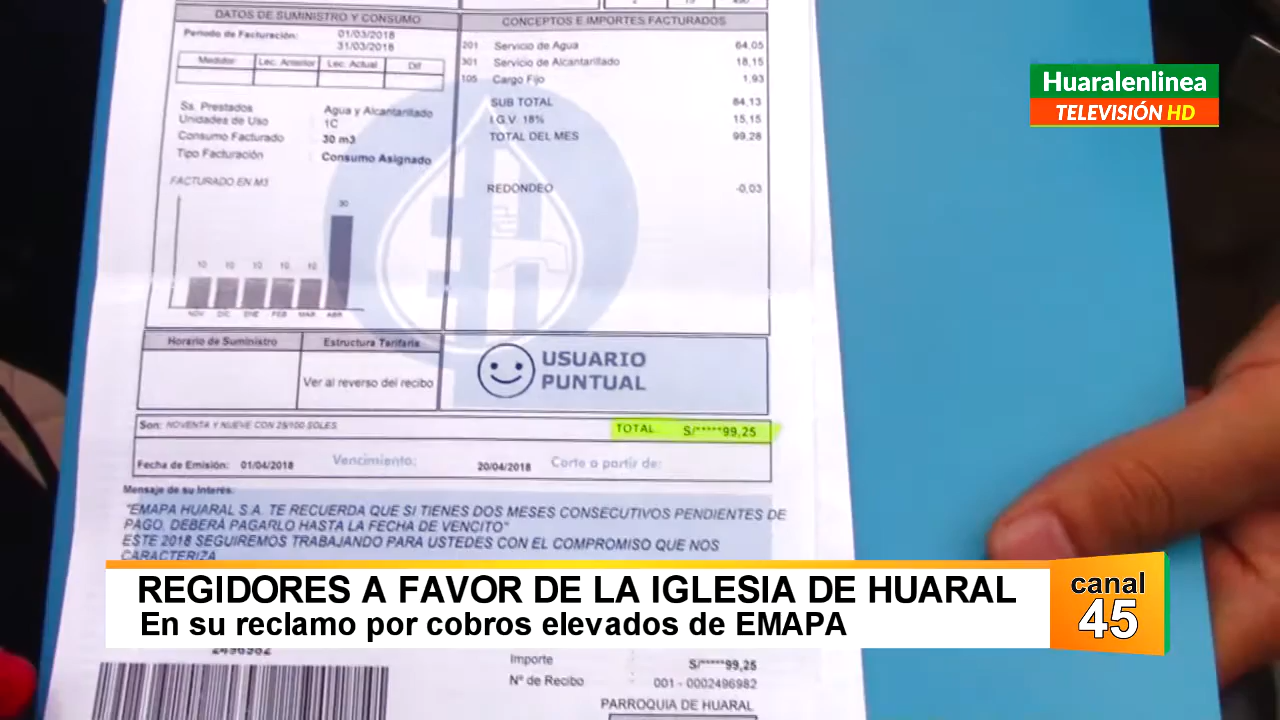 DATOS DE SUMINISTRO Y CONSUMO
Periodo de Facturación: 01/03/2018
31/03/2018
Medidor Lec. Anterior Lec. Actual Dif
Ss. Prestados Agua y Alcantarillado
Unidades de Uso 1C
Consumo Facturado 30 m3
Tipo Facturación Consumo Asignado
FACTURADO EN M3
30
10 10 10 10 10
NOV DIC ENE FEB MAR ABR
CONCEPTOS E IMPORTES FACTURADOS
201 Servicio de Agua 64,05
301 Servicio de Alcantarillado 18,15
105 Cargo Fijo 1,93
SUB TOTAL 84,13
I.G.V. 18% 15,15
TOTAL DEL MES 99,28
REDONDEO -0,03
Huaralenlinea
TELEVISIÓN HD
Horario de Suministro Estructura Tarifaria
Ver al reverso del recibo
USUARIO
PUNTUAL
Son: NOVENTA Y NUEVE CON 25/100 SOLES
TOTAL S/*****99,25
Fecha de Emisión: 01/04/2018 Vencimiento: 20/04/2018 Corte a partir de:
Mensaje de su Interés:
"EMAPA HUARAL S.A. TE RECUERDA QUE SI TIENES DOS MESES CONSECUTIVOS PENDIENTES DE
PAGO, DEBERÁ PAGARLO HASTA LA FECHA DE VENCITO"
ESTE 2018 SEGUIREMOS TRABAJANDO PARA USTEDES CON EL COMPROMISO QUE NOS
CARACTERIZA
REGIDORES A FAVOR DE LA IGLESIA DE HUARAL
En su reclamo por cobros elevados de EMAPA
canal
45
2496982
Importe S/*****99,25
Nº de Recibo : 001 - 0002496982
PARROQUIA DE HUARAL